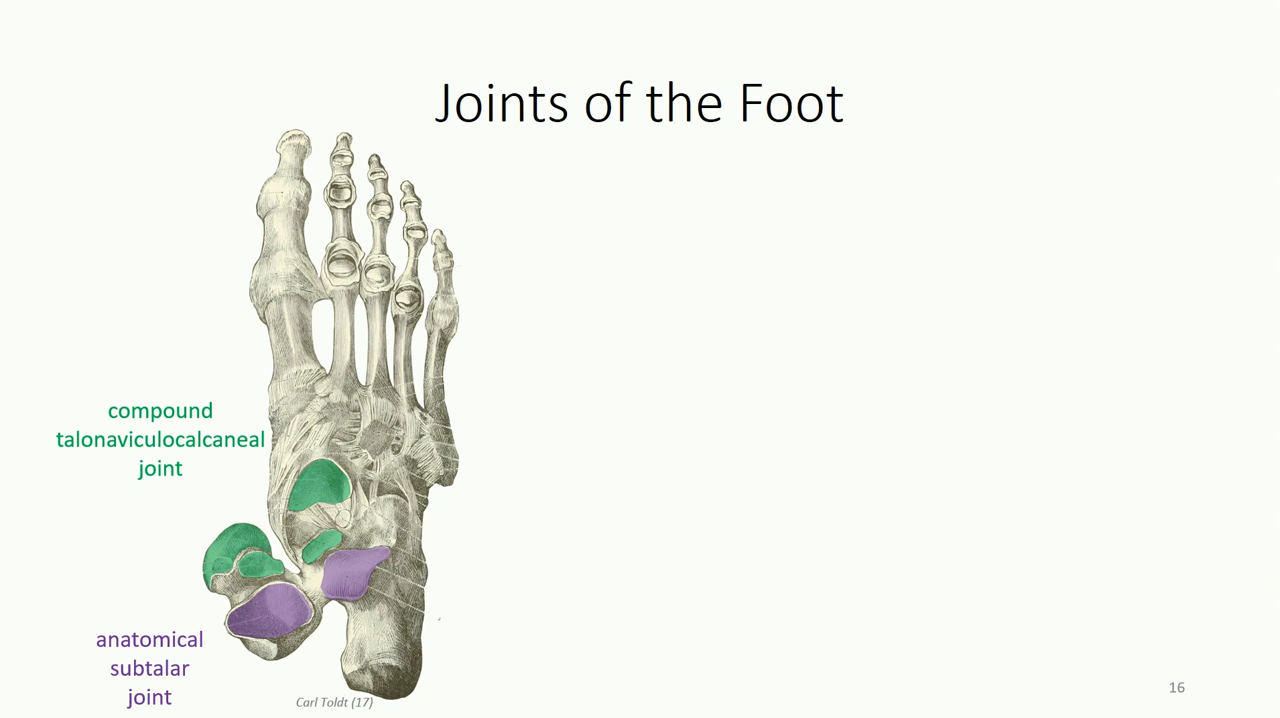 Joints of the Foot
compound
talonaviculocalcaneal
joint
anatomical
subtalar
joint
Carl Toldt (17)
16